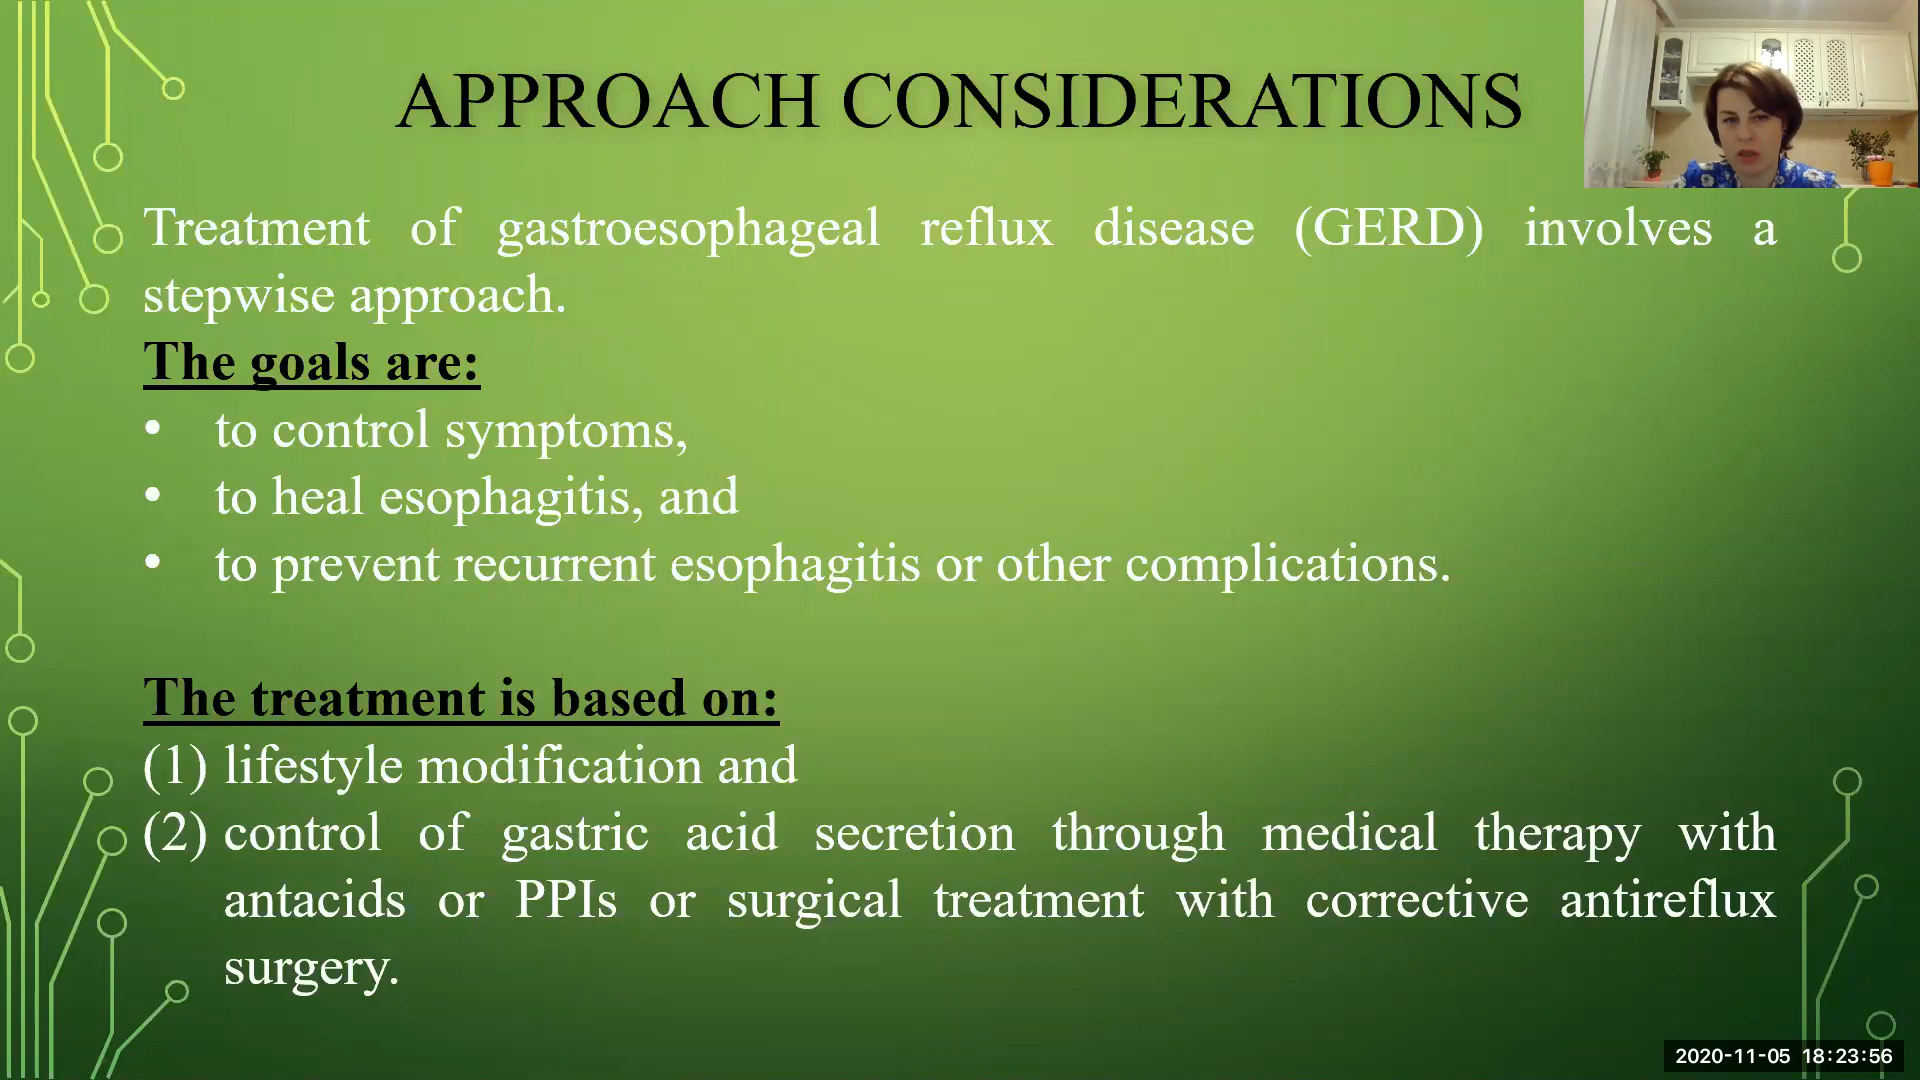 APPROACH CONSIDERATIONS
Treatment of gastroesophageal reflux disease (GERD) involves a
stepwise approach.
The goals are:
• to control symptoms,
• to heal esophagitis, and
• to prevent recurrent esophagitis or other complications.
The treatment is based on:
(1) lifestyle modification and
(2) control of gastric acid secretion through medical therapy with
antacids or PPIs or surgical treatment with corrective antireflux
surgery.
2020-11-05 18:23:56